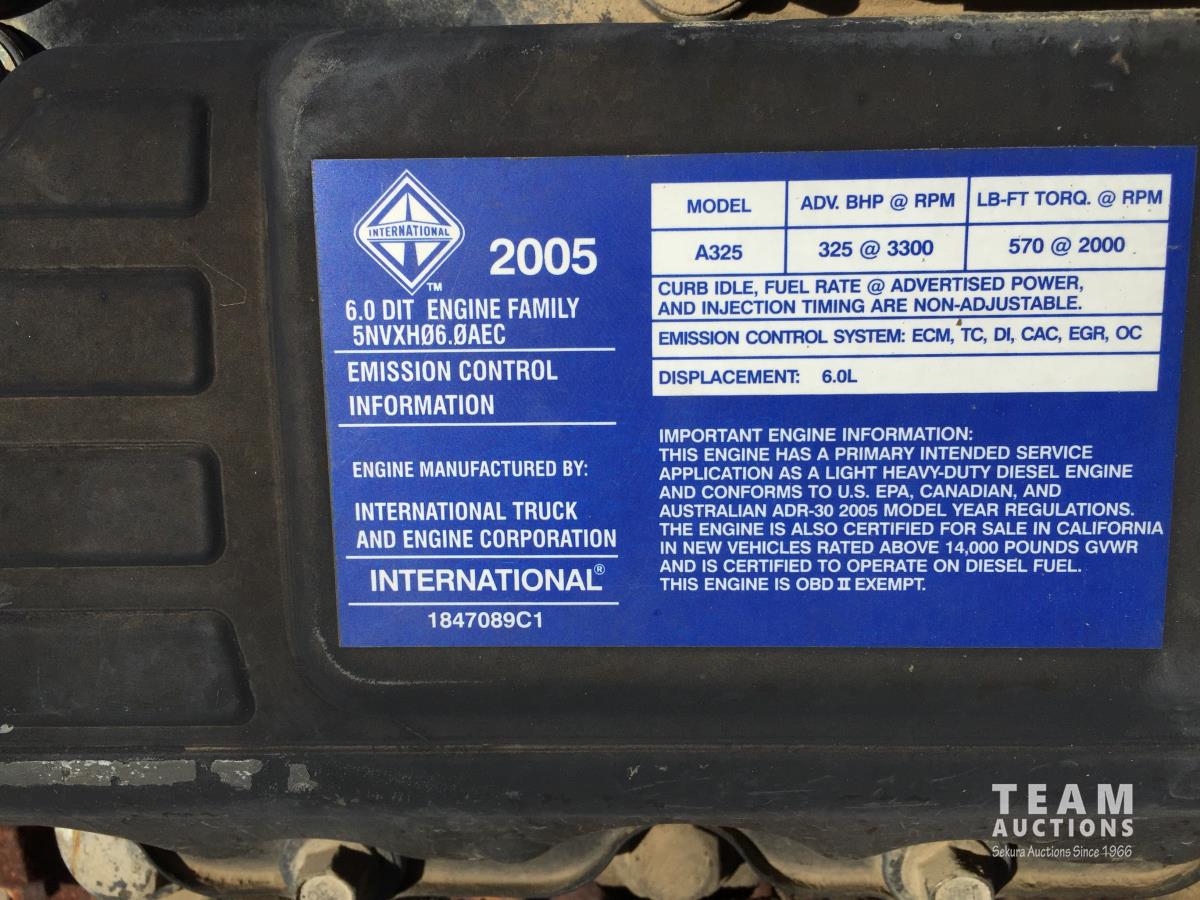 INTERNATIONAL
TM
2005
6.0 DIT ENGINE FAMILY
5NVXHØ6.ØAEC
EMISSION CONTROL
INFORMATION
ENGINE MANUFACTURED BY:
INTERNATIONAL TRUCK
AND ENGINE CORPORATION
INTERNATIONAL®
1847089C1
MODEL ADV. BHP @ RPM LB-FT TORQ. @ RPM
A325 325 @ 3300 570 @ 2000
CURB IDLE, FUEL RATE @ ADVERTISED POWER,
AND INJECTION TIMING ARE NON-ADJUSTABLE.
EMISSION CONTROL SYSTEM: ECM, TC, DI, CAC, EGR, OC
DISPLACEMENT: 6.0L
IMPORTANT ENGINE INFORMATION:
THIS ENGINE HAS A PRIMARY INTENDED SERVICE
APPLICATION AS A LIGHT HEAVY-DUTY DIESEL ENGINE
AND CONFORMS TO U.S. EPA, CANADIAN, AND
AUSTRALIAN ADR-30 2005 MODEL YEAR REGULATIONS.
THE ENGINE IS ALSO CERTIFIED FOR SALE IN CALIFORNIA
IN NEW VEHICLES RATED ABOVE 14,000 POUNDS GVWR
AND IS CERTIFIED TO OPERATE ON DIESEL FUEL.
THIS ENGINE IS OBD II EXEMPT.
TEAM
AUCTIONS
Sekura Auctions Since 1966